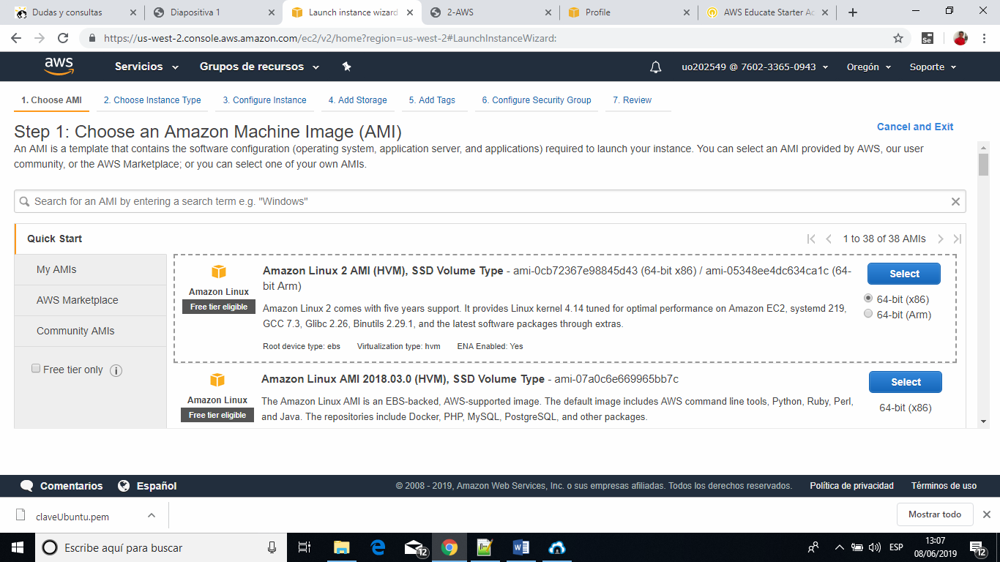 Dudas y consultas
Diapositiva 1
Launch instance wizard
2-AWS
Profile
AWS Educate Starter Ac
https://us-west-2.console.aws.amazon.com/ec2/v2/home?region=us-west-2#LaunchInstanceWizard:
Se
aws
Servicios
Grupos de recursos
uo202549 @ 7602-3365-0943
Oregón
Soporte
1. Choose AMI
2. Choose Instance Type
3. Configure Instance
4. Add Storage
5. Add Tags
6. Configure Security Group
7. Review
Step 1: Choose an Amazon Machine Image (AMI)
Cancel and Exit
An AMI is a template that contains the software configuration (operating system, application server, and applications) required to launch your instance. You can select an AMI provided by AWS, our user
community, or the AWS Marketplace; or you can select one of your own AMIs.
Search for an AMI by entering a search term e.g. "Windows"
Quick Start
1 to 38 of 38 AMIs
My AMIs
AWS Marketplace
Community AMIs
Free tier only
i
Amazon Linux
Free tier eligible
Amazon Linux 2 AMI (HVM), SSD Volume Type - ami-0cb72367e98845d43 (64-bit x86) / ami-05348ee4dc634ca1c (64-
bit Arm)
Amazon Linux 2 comes with five years support. It provides Linux kernel 4.14 tuned for optimal performance on Amazon EC2, systemd 219,
GCC 7.3, Glibc 2.26, Binutils 2.29.1, and the latest software packages through extras.
Root device type: ebs
Virtualization type: hvm
ENA Enabled: Yes
Select
64-bit (x86)
64-bit (Arm)
Amazon Linux
Free tier eligible
Amazon Linux AMI 2018.03.0 (HVM), SSD Volume Type - ami-07a0c6e669965bb7c
The Amazon Linux AMI is an EBS-backed, AWS-supported image. The default image includes AWS command line tools, Python, Ruby, Perl,
and Java. The repositories include Docker, PHP, MySQL, PostgreSQL, and other packages.
Select
64-bit (x86)
Comentarios
Español
© 2008 - 2019, Amazon Web Services, Inc. o sus empresas afiliadas. Todos los derechos reservados.
Política de privacidad
Términos de uso
claveUbuntu.pem
Mostrar todo
Escribe aquí para buscar
12
ESP
13:07
08/06/2019
12